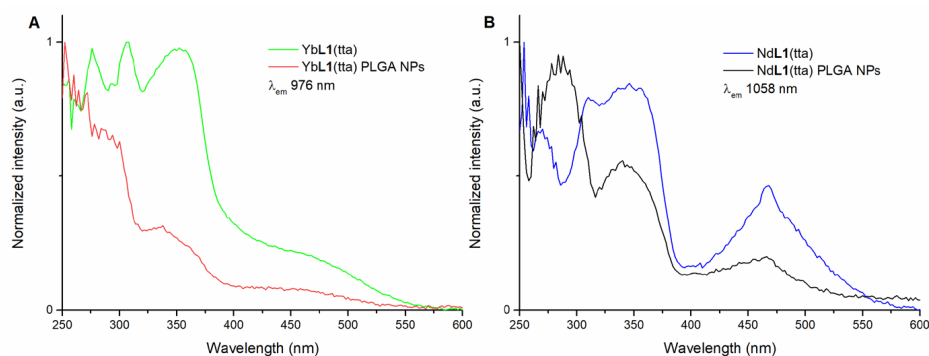 A
YbL1(tta)
YbL1(tta) PLGA NPs
λem 976 nm
Normalized intensity (a.u.)
1
0
250 300 350 400 450 500 550 600
Wavelength (nm)
B
NdL1(tta)
NdL1(tta) PLGA NPs
λem 1058 nm
Normalized intensity (a.u.)
1
0
250 300 350 400 450 500 550 600
Wavelength (nm)